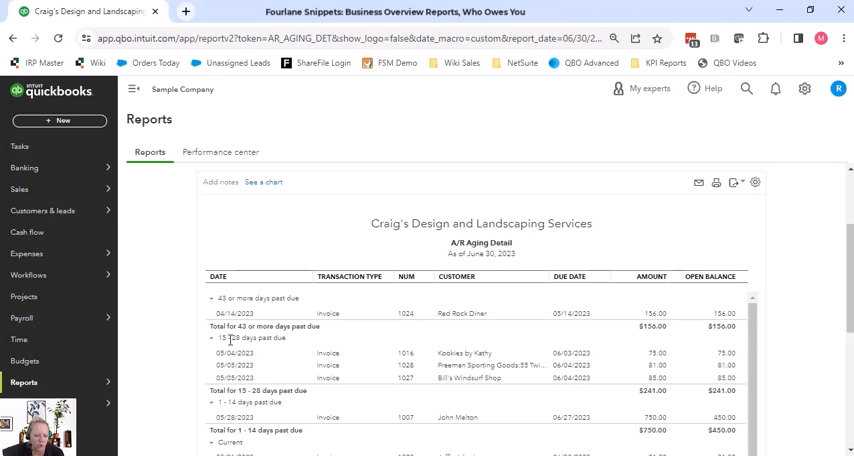 Craig's Design and Landscaping
Fourlane Snippets: Business Overview Reports, Who Owes You
app.qbo.intuit.com/app/reportv2?token=AR_AGING_DET&show_logo=false&date_macro=custom&report_date=06/30/2...
13
M
IRP Master
Wiki
Orders Today
Unassigned Leads
ShareFile Login
FSM Demo
Wiki Sales
NetSuite
QBO Advanced
KPI Reports
QBO Videos
»
intuit quickbooks.
Sample Company
My experts
Help
R
+ New
Reports
Tasks
Banking
Sales
Customers & leads
Cash flow
Expenses
Workflows
Projects
Payroll
Time
Budgets
Reports
Reports Performance center
Add notes See a chart
Craig's Design and Landscaping Services
A/R Aging Detail
As of June 30, 2023
DATE TRANSACTION TYPE NUM CUSTOMER DUE DATE AMOUNT OPEN BALANCE
43 or more days past due
04/14/2023 Invoice 1024 Red Rock Diner 05/14/2023 156.00 156.00
Total for 43 or more days past due $156.00 $156.00
15 - 28 days past due
05/04/2023 Invoice 1016 Kookies by Kathy 06/03/2023 75.00 75.00
05/05/2023 Invoice 1028 Freeman Sporting Goods:55 Twi... 06/04/2023 81.00 81.00
05/05/2023 Invoice 1027 Bill's Windsurf Shop 06/04/2023 85.00 85.00
Total for 15 - 28 days past due $241.00 $241.00
1 - 14 days past due
05/28/2023 Invoice 1007 John Melton 06/27/2023 750.00 450.00
Total for 1 - 14 days past due $750.00 $450.00
Current